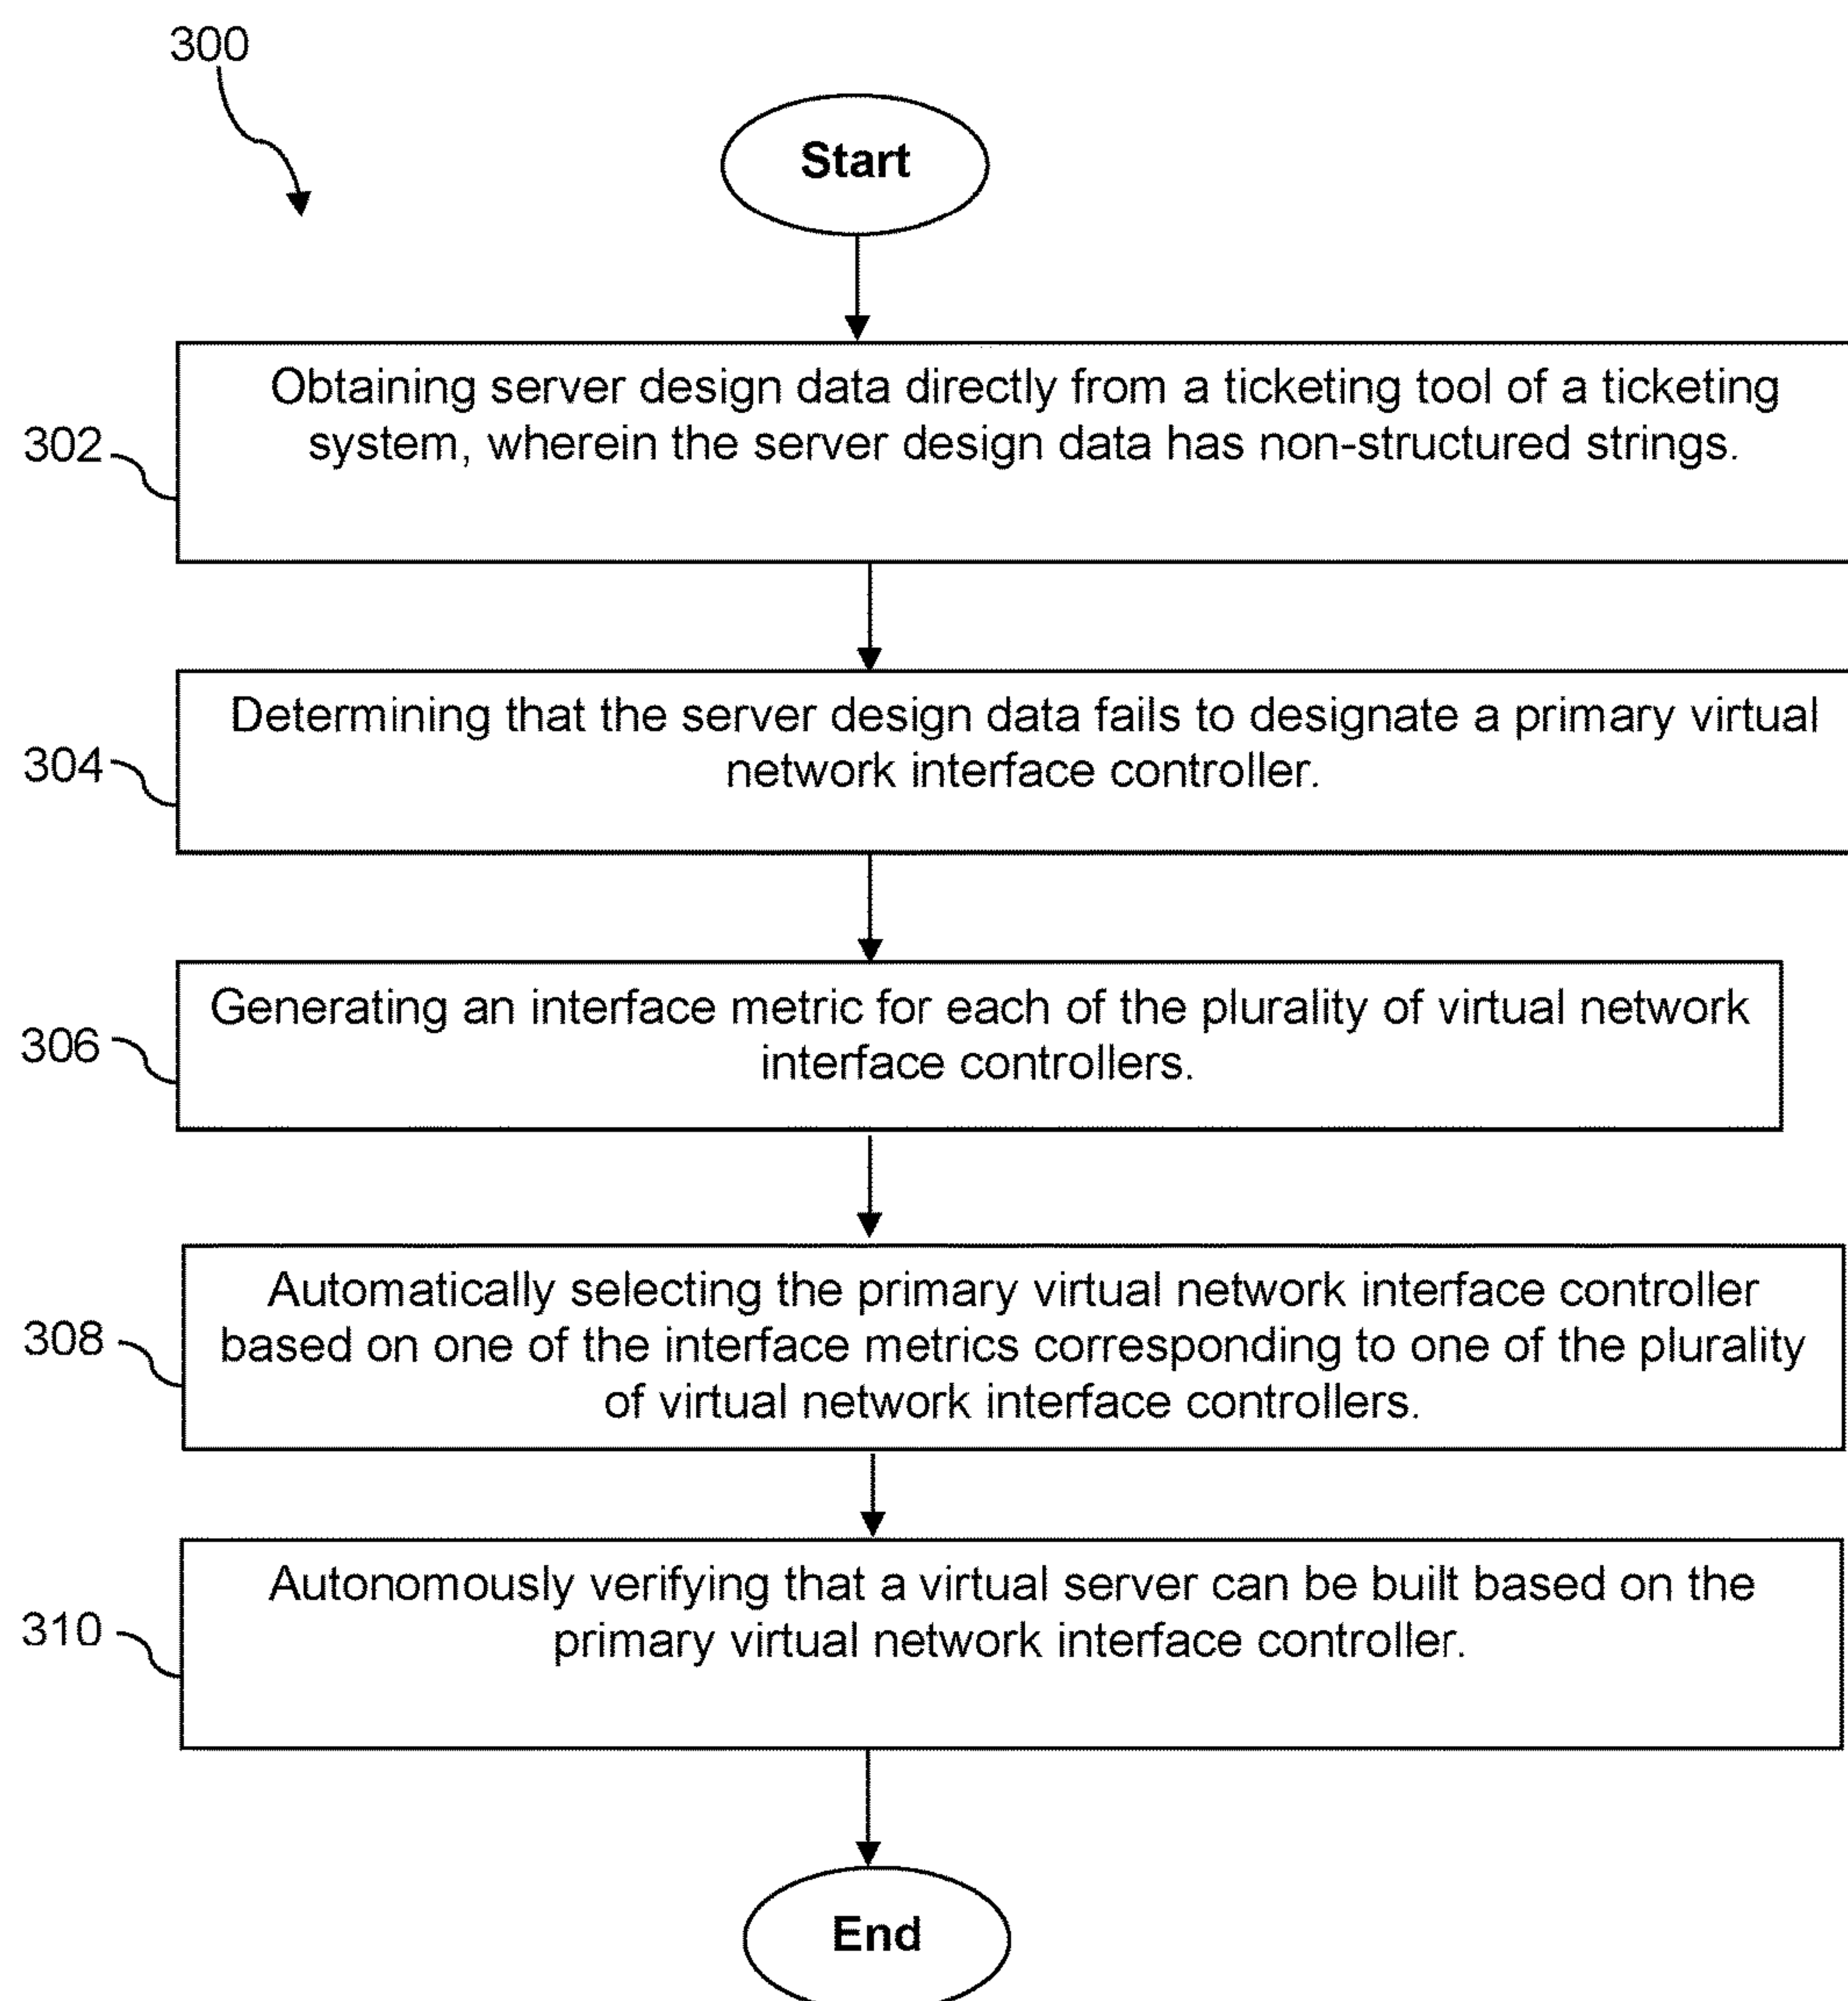 300
Start
302
Obtaining server design data directly from a ticketing tool of a ticketing
system, wherein the server design data has non-structured strings.
304
Determining that the server design data fails to designate a primary virtual
network interface controller.
306
Generating an interface metric for each of the plurality of virtual network
interface controllers.
308
Automatically selecting the primary virtual network interface controller
based on one of the interface metrics corresponding to one of the plurality
of virtual network interface controllers.
310
Autonomously verifying that a virtual server can be built based on the
primary virtual network interface controller.
End